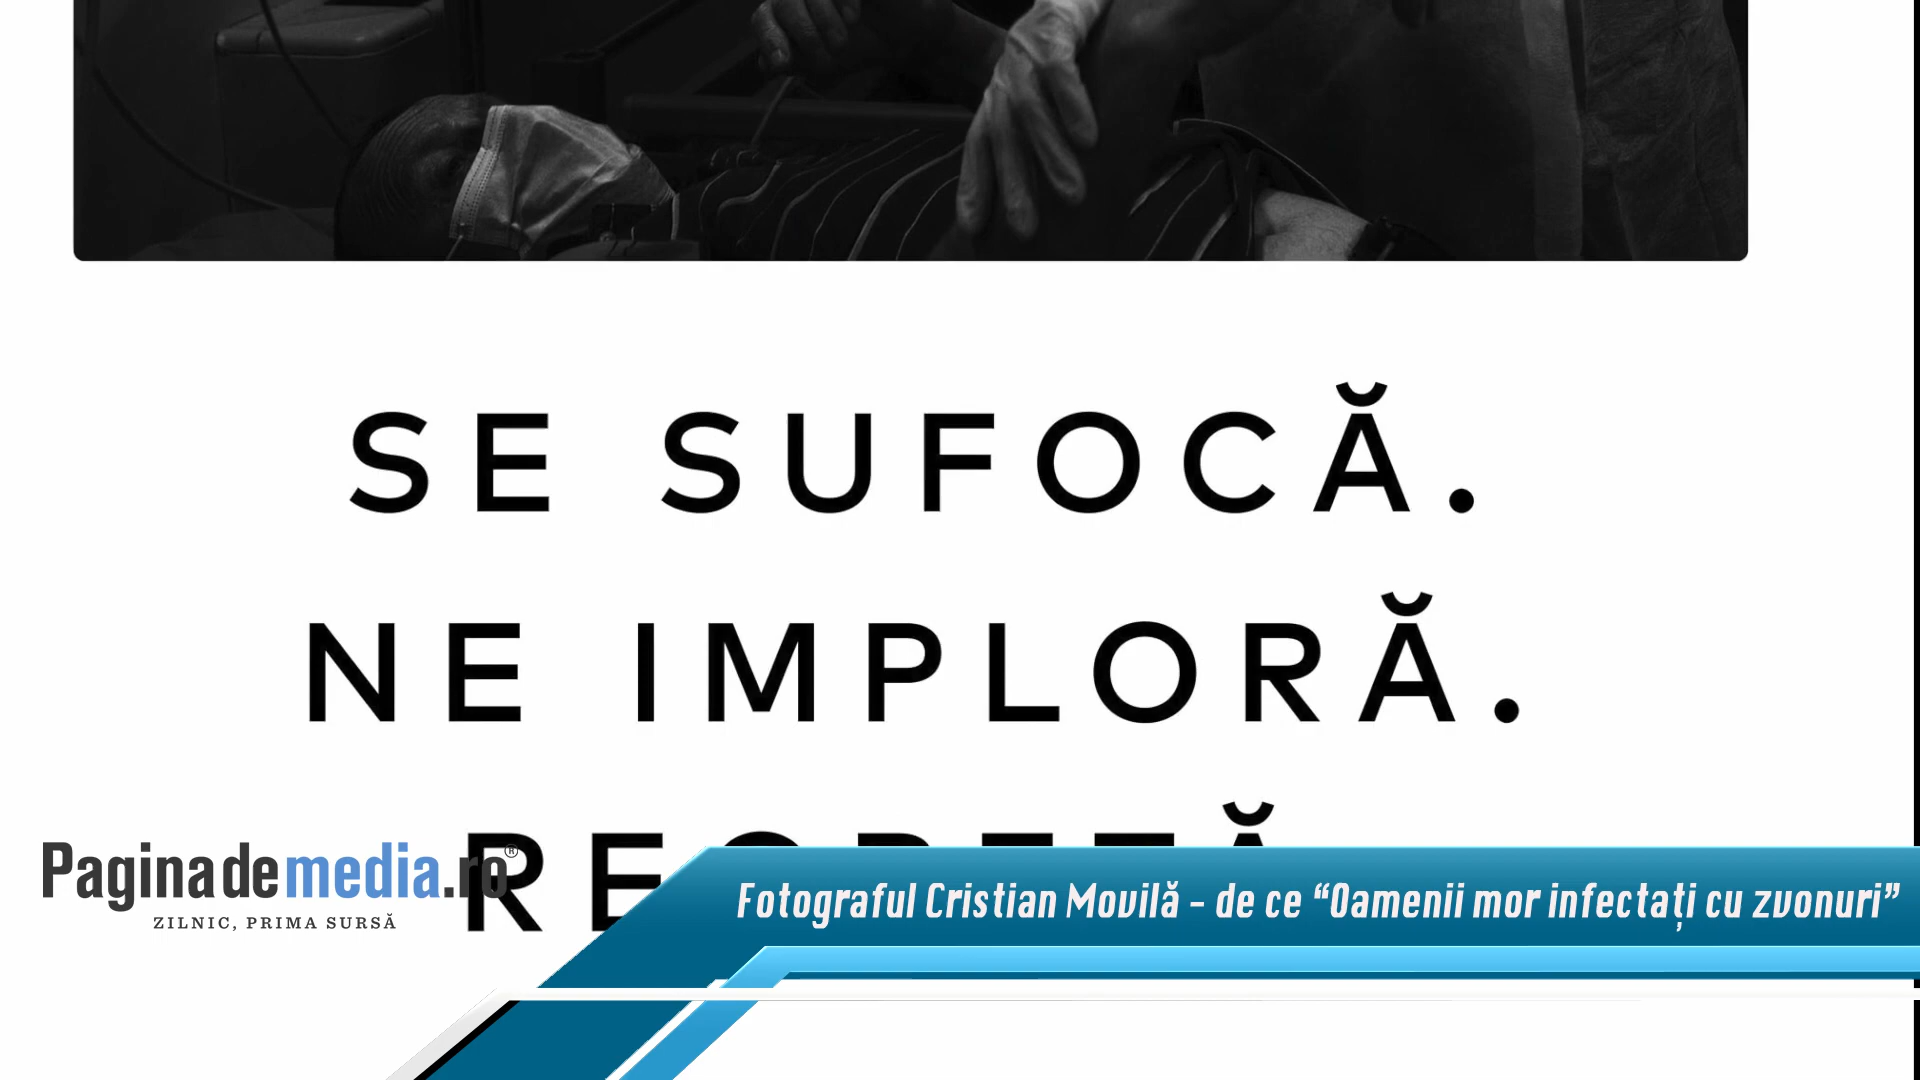 SE SUFOCĂ.
NE IMPLORĂ.
REGRETĂ
Paginademedia.ro®
ZILNIC, PRIMA SURSĂ
Fotograful Cristian Movilă - de ce “Oamenii mor infectați cu zvonuri”